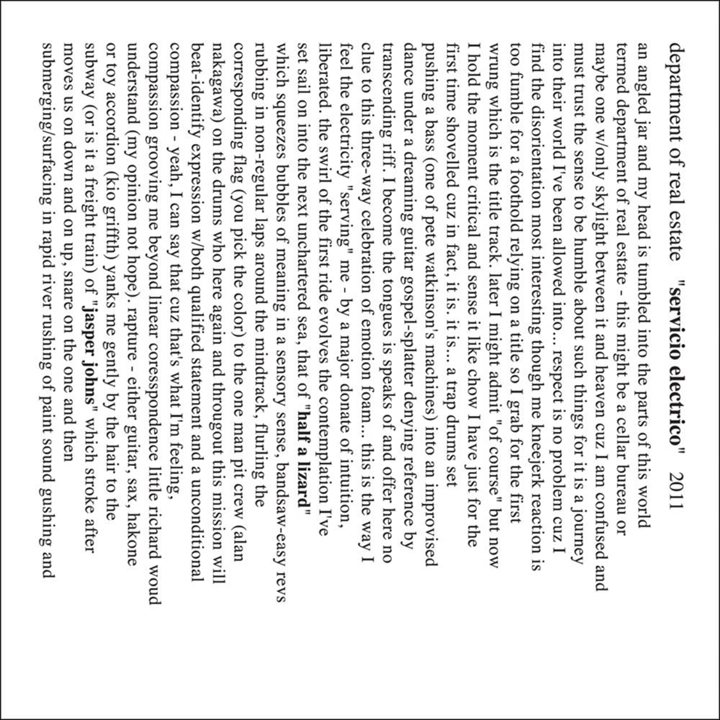 department of real estate "servicio electrico" 2011
an angled jar and my head is tumbled into the parts of this world
termed department of real estate - this might be a cellar bureau or
maybe one w/only skylight between it and heaven cuz I am confused and
must trust the sense to be humble about such things for it is a journey
into their world I've been allowed into... respect is no problem cuz I
find the disorientation most interesting though me kneejerk reaction is
too fumble for a foothold relying on a title so I grab for the first
wrung which is the title track. later I might admit "of course" but now
I hold the moment critical and sense it like chow I have just for the
first time shovelled cuz in fact, it is. it is.... a trap drums set
pushing a bass (one of pete watkinson's machines) into an improvised
dance under a dreaming guitar gospel-splatter denying reference by
transcending riff. I become the tongues is speaks of and offer here no
clue to this three-way celebration of emotion foam... this is the way I
feel the electricity "serving" me - by a major donate of intuition,
liberated. the swirl of the first ride evolves the contemplation I've
set sail on into the next unchartered sea, that of "half a lizard"
which squeezes bubbles of meaning in a sensory sense, bandsaw-easy revs
rubbing in non-regular laps around the mindtrack, flurling the
corresponding flag (you pick the color) to the one man pit crew (alan
nakagawa) on the drums who here again and througout this mission will
beat-identify expression w/both qualified statement and a unconditional
compassion - yeah, I can say that cuz that's what I'm feeling,
compassion grooving me beyond linear coresspondence little richard woud
understand (my opinion not hope). rapture - either guitar, sax, hakone
or toy accordion (kio griffth) yanks me gently by the hair to the
subway (or is it a freight train) of "jasper johns" which stroke after
moves us on down and on up, snare on the one and then
submerging/surfacing in rapid river rushing of paint sound gushing and